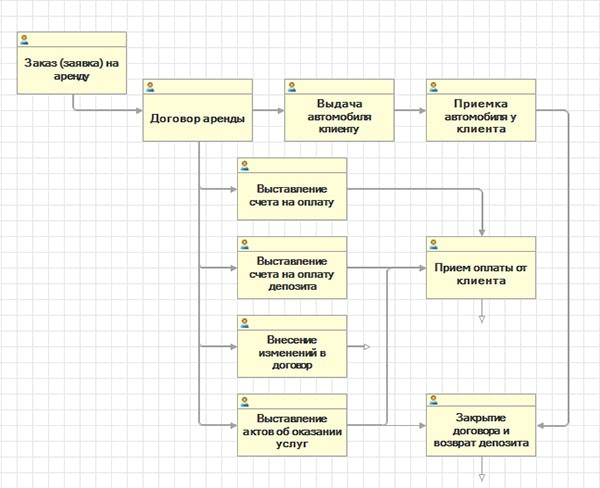 Заказ (заявка) на
аренду
Договор аренды
Выдача
автомобиля
клиенту
Приемка
автомобиля у
клиента
Выставление
счета на оплату
Выставление
счета на оплату
депозита
Прием оплаты от
клиента
Внесение
изменений в
договор
Выставление
актов об оказании
услуг
Закрытие
договора и
возврат депозита